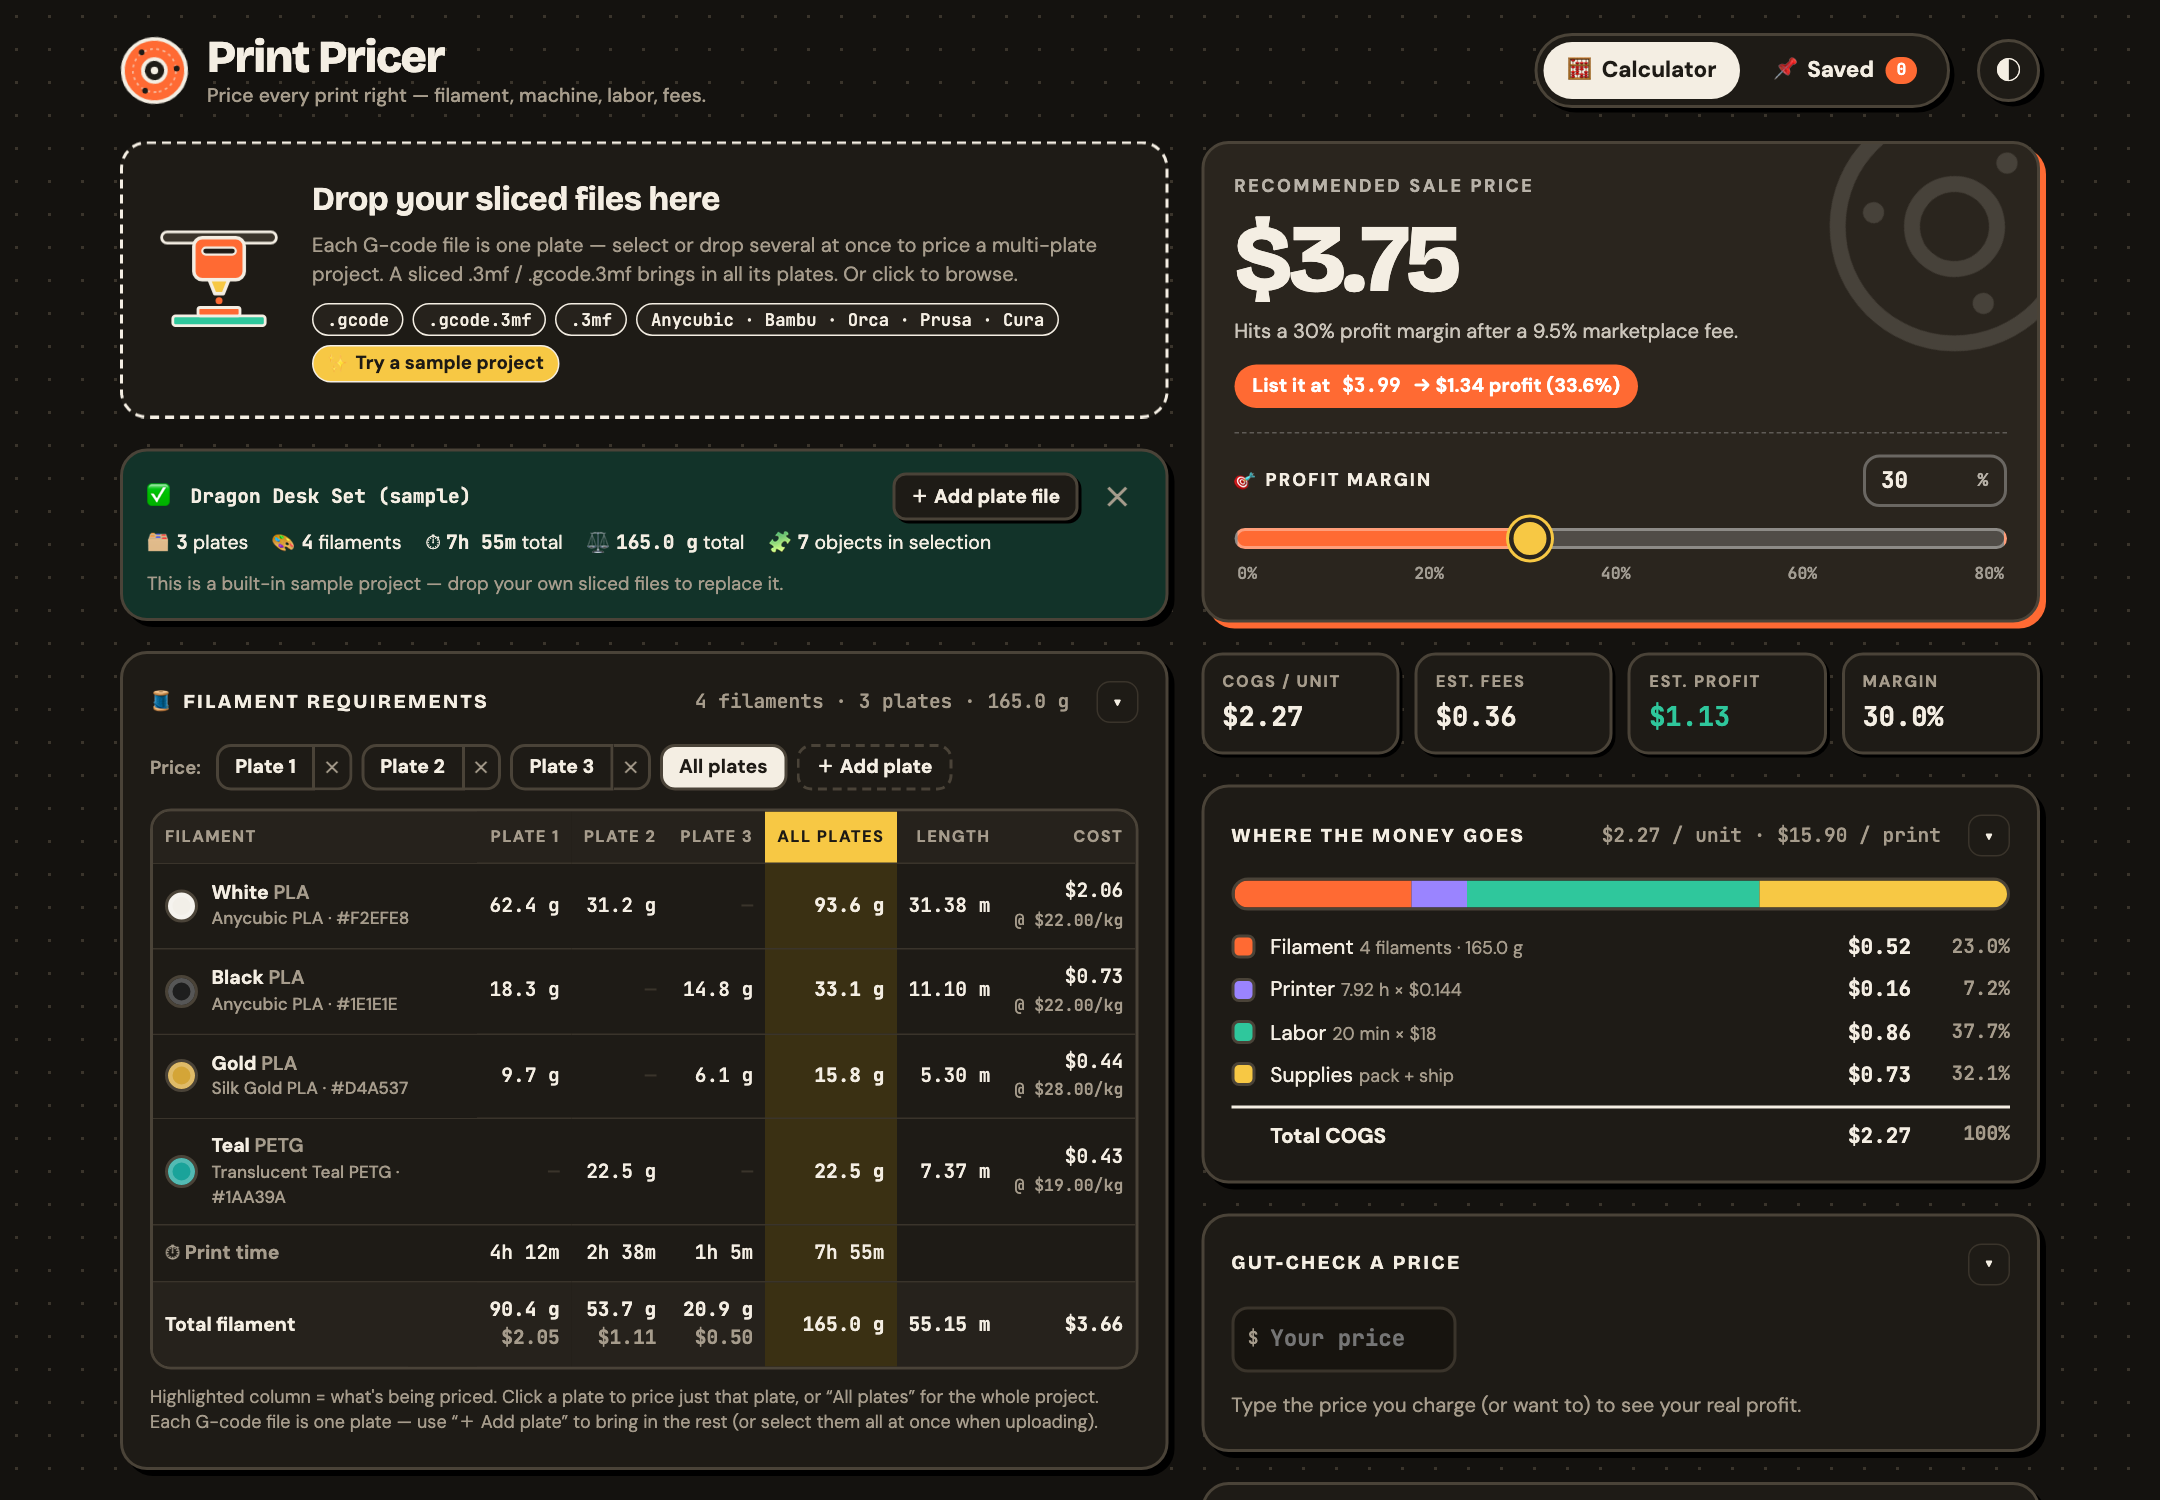 Print Pricer
Price every print right — filament, machine, labor, fees.
Calculator
Saved 0
Drop your sliced files here
Each G-code file is one plate — select or drop several at once to price a multi-plate
project. A sliced .3mf / .gcode.3mf brings in all its plates. Or click to browse.
.gcode .gcode.3mf .3mf Anycubic · Bambu · Orca · Prusa · Cura
Try a sample project
Dragon Desk Set (sample)
+ Add plate file
3 plates 4 filaments 7h 55m total 165.0 g total 7 objects in selection
This is a built-in sample project — drop your own sliced files to replace it.
FILAMENT REQUIREMENTS 4 filaments · 3 plates · 165.0 g
Price: Plate 1 × Plate 2 × Plate 3 × All plates + Add plate
FILAMENT PLATE 1 PLATE 2 PLATE 3 ALL PLATES LENGTH COST
White PLA
Anycubic PLA · #F2EFE8
62.4 g 31.2 g — 93.6 g 31.38 m $2.06
@ $22.00/kg
Black PLA
Anycubic PLA · #1E1E1E
18.3 g — 14.8 g 33.1 g 11.10 m $0.73
@ $22.00/kg
Gold PLA
Silk Gold PLA · #D4A537
9.7 g — 6.1 g 15.8 g 5.30 m $0.44
@ $28.00/kg
Teal PETG
Translucent Teal PETG ·
#1AA39A
— 22.5 g — 22.5 g 7.37 m $0.43
@ $19.00/kg
Print time 4h 12m 2h 38m 1h 5m 7h 55m
Total filament 90.4 g 53.7 g 20.9 g 165.0 g 55.15 m $3.66
$2.05 $1.11 $0.50
Highlighted column = what's being priced. Click a plate to price just that plate, or “All plates” for the whole project.
Each G-code file is one plate — use “+ Add plate” to bring in the rest (or select them all at once when uploading).
RECOMMENDED SALE PRICE
$3.75
Hits a 30% profit margin after a 9.5% marketplace fee.
List it at $3.99 → $1.34 profit (33.6%)
PROFIT MARGIN 30 %
0% 20% 40% 60% 80%
COGS / UNIT
$2.27
EST. FEES
$0.36
EST. PROFIT
$1.13
MARGIN
30.0%
WHERE THE MONEY GOES $2.27 / unit · $15.90 / print
Filament 4 filaments · 165.0 g $0.52 23.0%
Printer 7.92 h × $0.144 $0.16 7.2%
Labor 20 min × $18 $0.86 37.7%
Supplies pack + ship $0.73 32.1%
Total COGS $2.27 100%
GUT-CHECK A PRICE
$ Your price
Type the price you charge (or want to) to see your real profit.